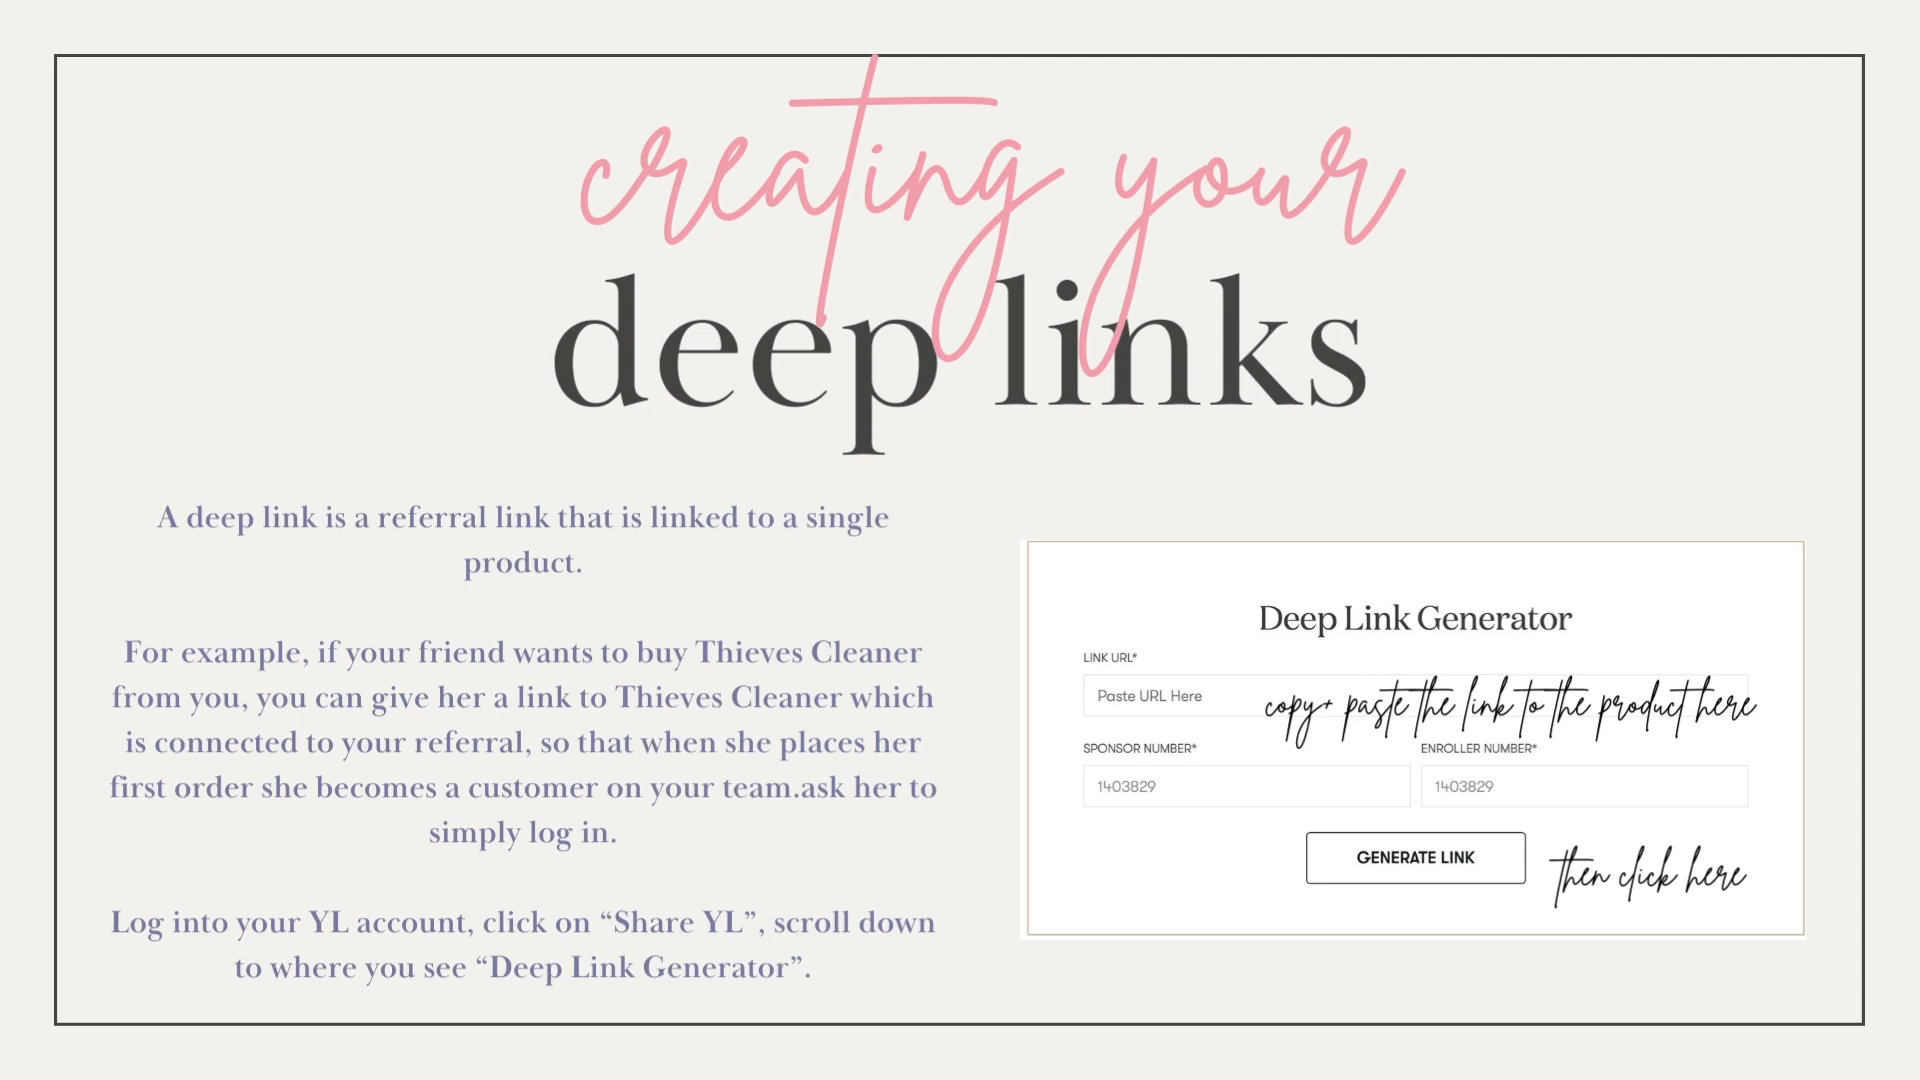 creating your
deep links
A deep link is a referral link that is linked to a single
product.
For example, if your friend wants to buy Thieves Cleaner
from you, you can give her a link to Thieves Cleaner which
is connected to your referral, so that when she places her
first order she becomes a customer on your team.ask her to
simply log in.
Log into your YL account, click on “Share YL”, scroll down
to where you see “Deep Link Generator”.
Deep Link Generator
LINK URL*
Paste URL Here copy+ paste the link to the product here
SPONSOR NUMBER* ENROLLER NUMBER*
1403829 1403829
GENERATE LINK then click here